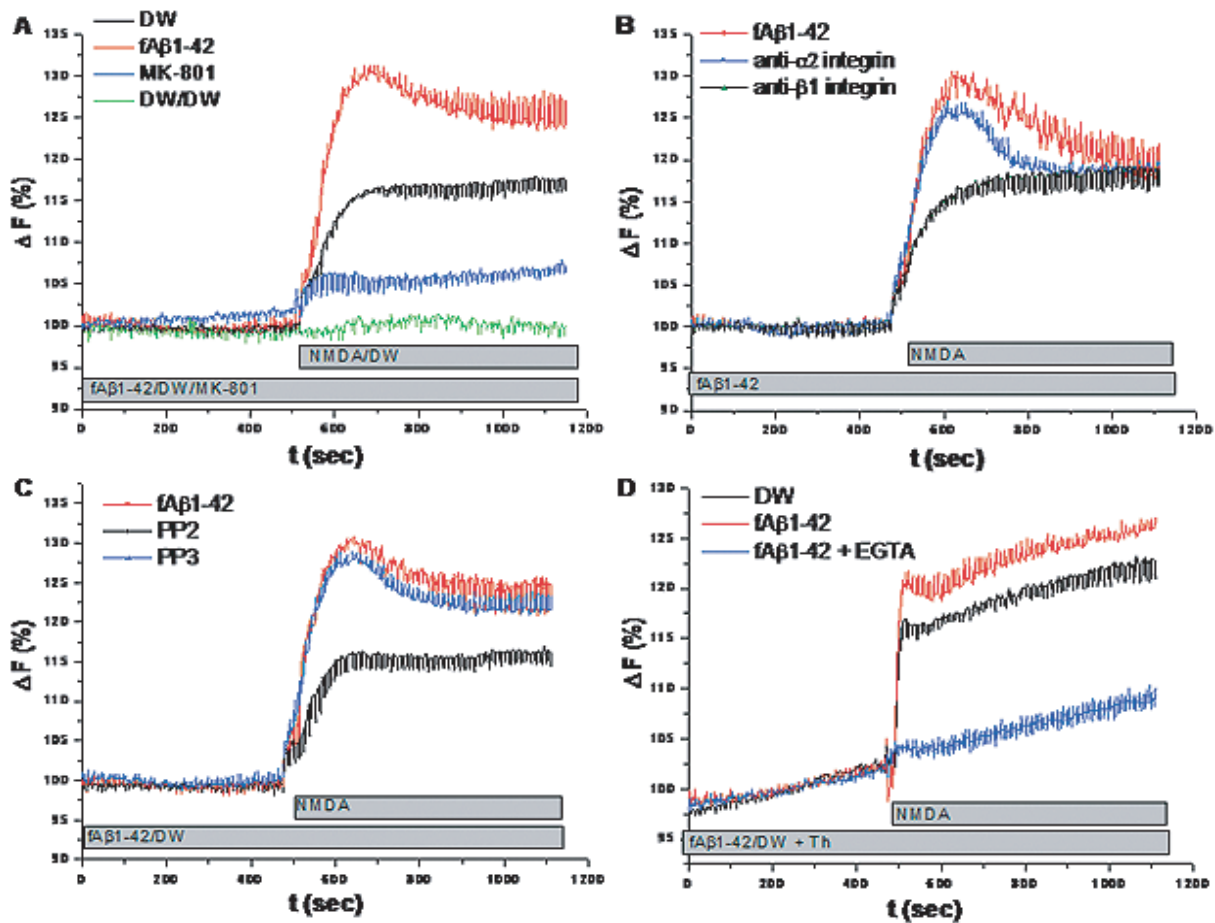 A
DW
fAβ1-42
MK-801
DW/DW
135
130
125
120
115
110
105
100
95
90
Δ F (%)
NMDA/DW
fAβ1-42/DW/MK-801
0 200 400 600 800 1000 1200
t (sec)
B
fAβ1-42
anti-α2 integrin
anti-β1 integrin
135
130
125
120
115
110
105
100
95
90
Δ F (%)
NMDA
fAβ1-42
0 200 400 600 800 1000 1200
t (sec)
C
fAβ1-42
PP2
PP3
135
130
125
120
115
110
105
100
95
90
Δ F (%)
NMDA
fAβ1-42/DW
0 200 400 600 800 1000 1200
t (sec)
D
DW
fAβ1-42
fAβ1-42 + EGTA
130
125
120
115
110
105
100
95
Δ F (%)
NMDA
fAβ1-42/DW + Th
0 200 400 600 800 1000 1200
t (sec)